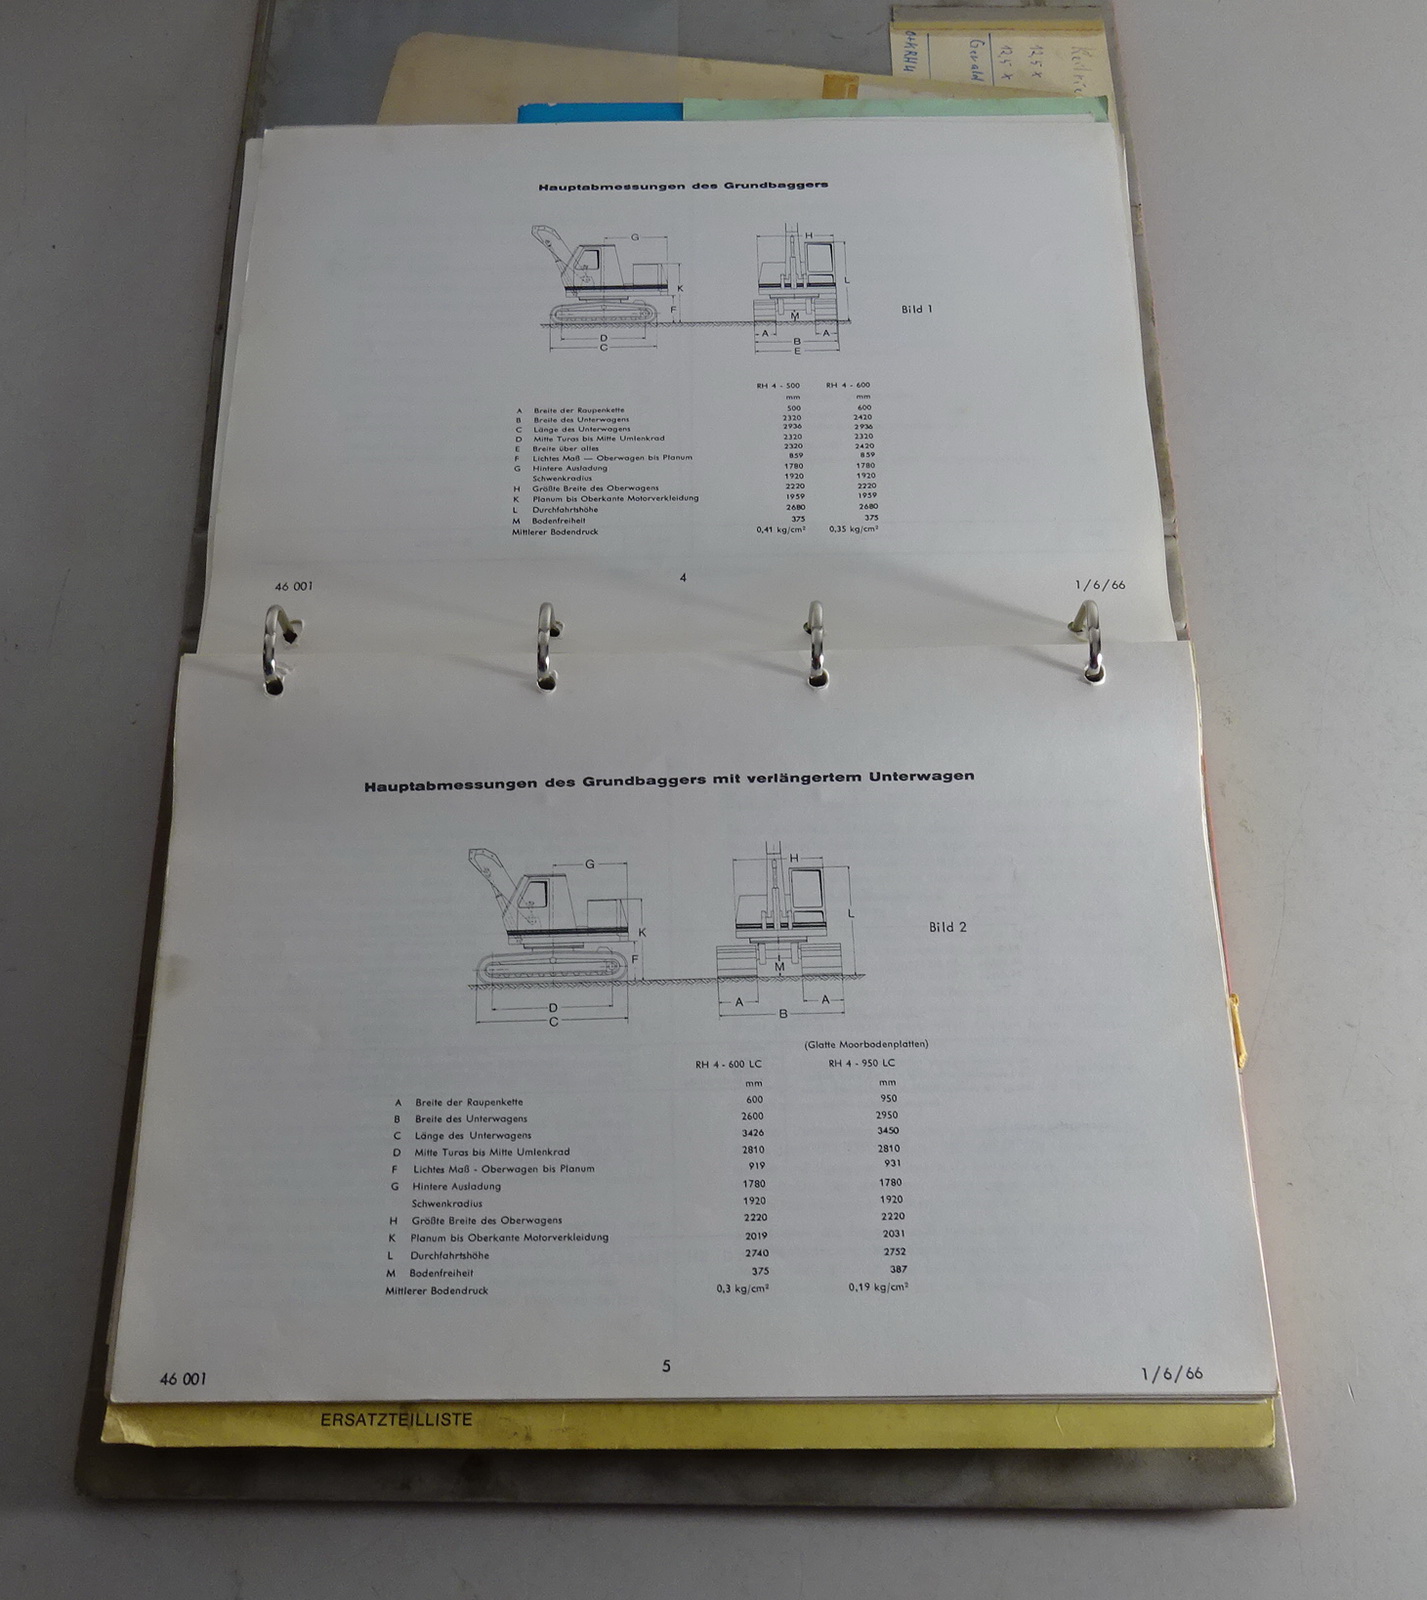 o+k RH4
Gerald
12,5 x
12,5 x
Hauptabmessungen des Grundbaggers
G
K
F
D
C
H
L
M
A
A
B
E
Bild 1
RH 4 - 500 RH 4 - 600
mm mm
A Breite der Raupenkette 500 600
B Breite des Unterwagens 2320 2420
C Länge des Unterwagens 2936 2936
D Mitte Turas bis Mitte Umlenkrad 2320 2320
E Breite über alles 2320 2420
F Lichtes Maß — Oberwagen bis Planum 859 859
G Hintere Ausladung 1780 1780
Schwenkradius 1920 1920
H Größte Breite des Oberwagens 2220 2220
K Planum bis Oberkante Motorverkleidung 1959 1959
L Durchfahrtshöhe 2680 2680
M Bodenfreiheit 375 375
Mittlerer Bodendruck 0,41 kg/cm² 0,35 kg/cm²
46 001 4 1/6/66
Hauptabmessungen des Grundbaggers mit verlängertem Unterwagen
G
K
F
D
C
H
L
M
A
A
B
Bild 2
(Glatte Moorbodenplatten)
RH 4 - 600 LC RH 4 - 950 LC
mm mm
A Breite der Raupenkette 600 950
B Breite des Unterwagens 2600 2950
C Länge des Unterwagens 3426 3450
D Mitte Turas bis Mitte Umlenkrad 2810 2810
F Lichtes Maß - Oberwagen bis Planum 919 931
G Hintere Ausladung 1780 1780
Schwenkradius 1920 1920
H Größte Breite des Oberwagens 2220 2220
K Planum bis Oberkante Motorverkleidung 2019 2031
L Durchfahrtshöhe 2740 2752
M Bodenfreiheit 375 387
Mittlerer Bodendruck 0,3 kg/cm² 0,19 kg/cm²
46 001 5 1/6/66
ERSATZTEILLISTE